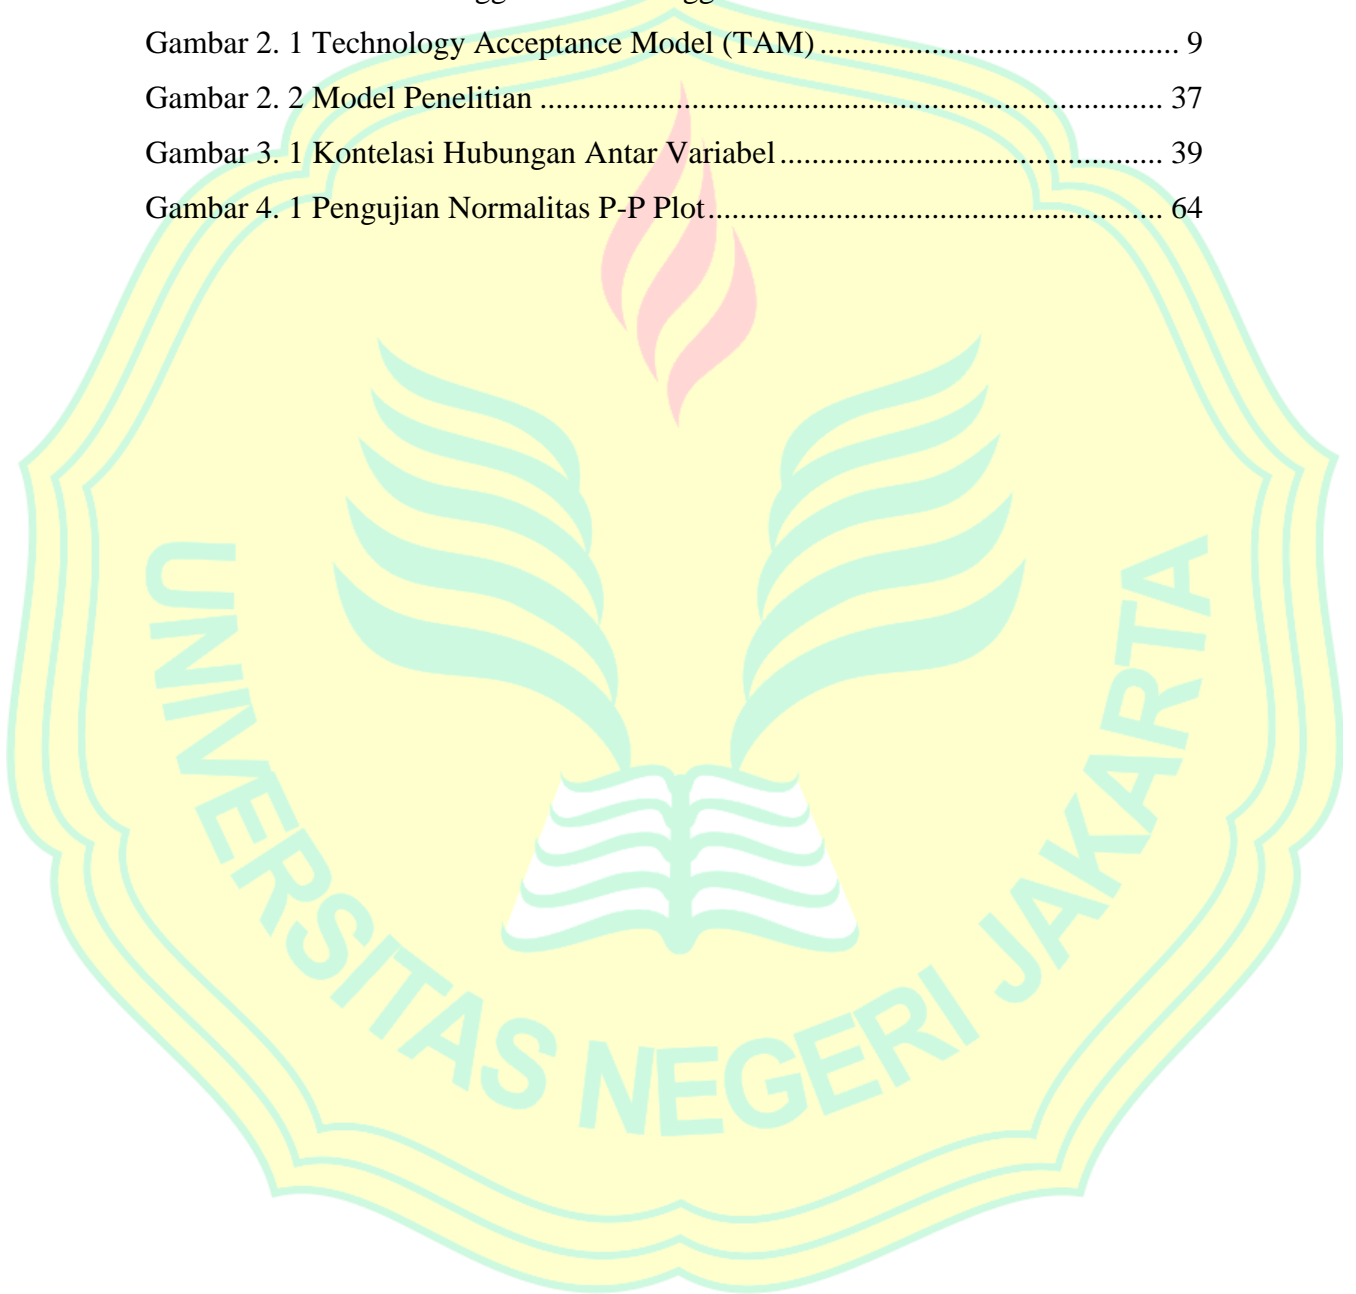 Gambar 2. 1 Technology Acceptance Model (TAM)............................................. 9
Gambar 2. 2 Model Penelitian .............................................................................. 37
Gambar 3. 1 Kontelasi Hubungan Antar Variabel................................................ 39
Gambar 4. 1 Pengujian Normalitas P-P Plot......................................................... 64
UNIVERSITAS NEGERI JAKARTA